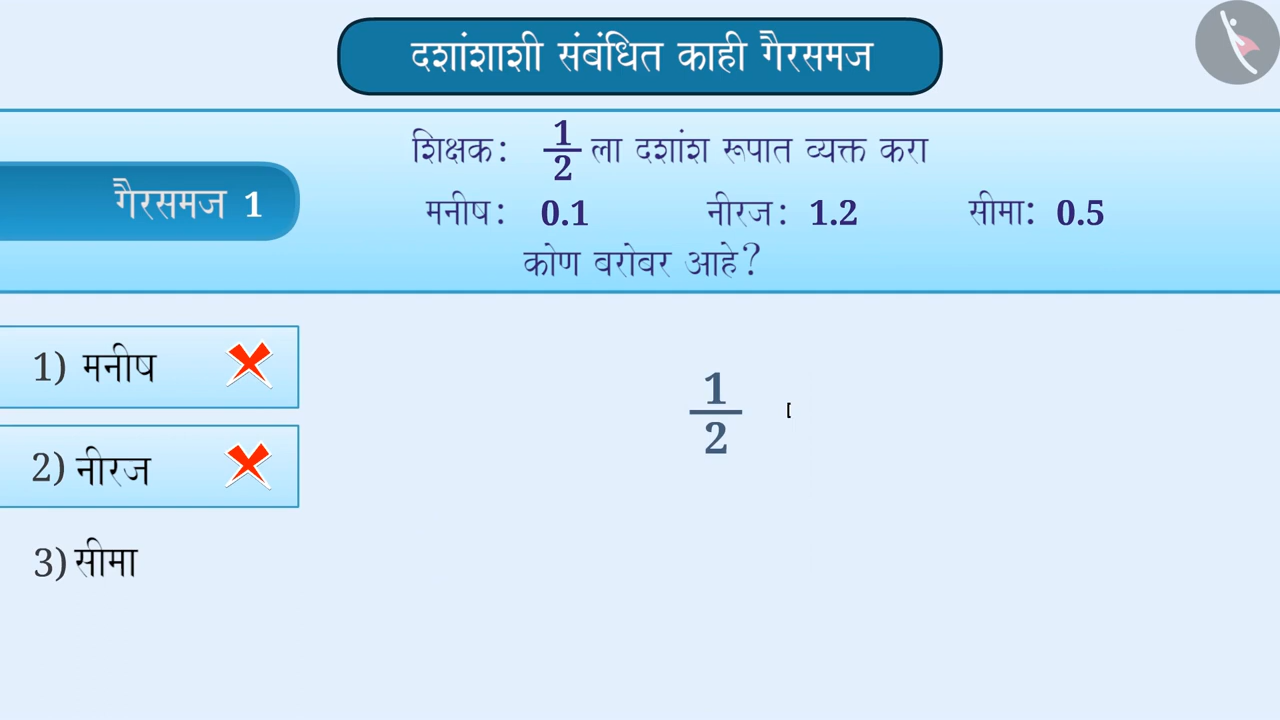 दशांशाशी संबंधित काही गैरसमज
शिक्षक: 1/2 ला दशांश रूपात व्यक्त करा
गैरसमज 1
मनीष: 0.1 नीरज: 1.2 सीमा: 0.5
कोण बरोबर आहे?
1) मनीष
2) नीरज
3) सीमा
1/2